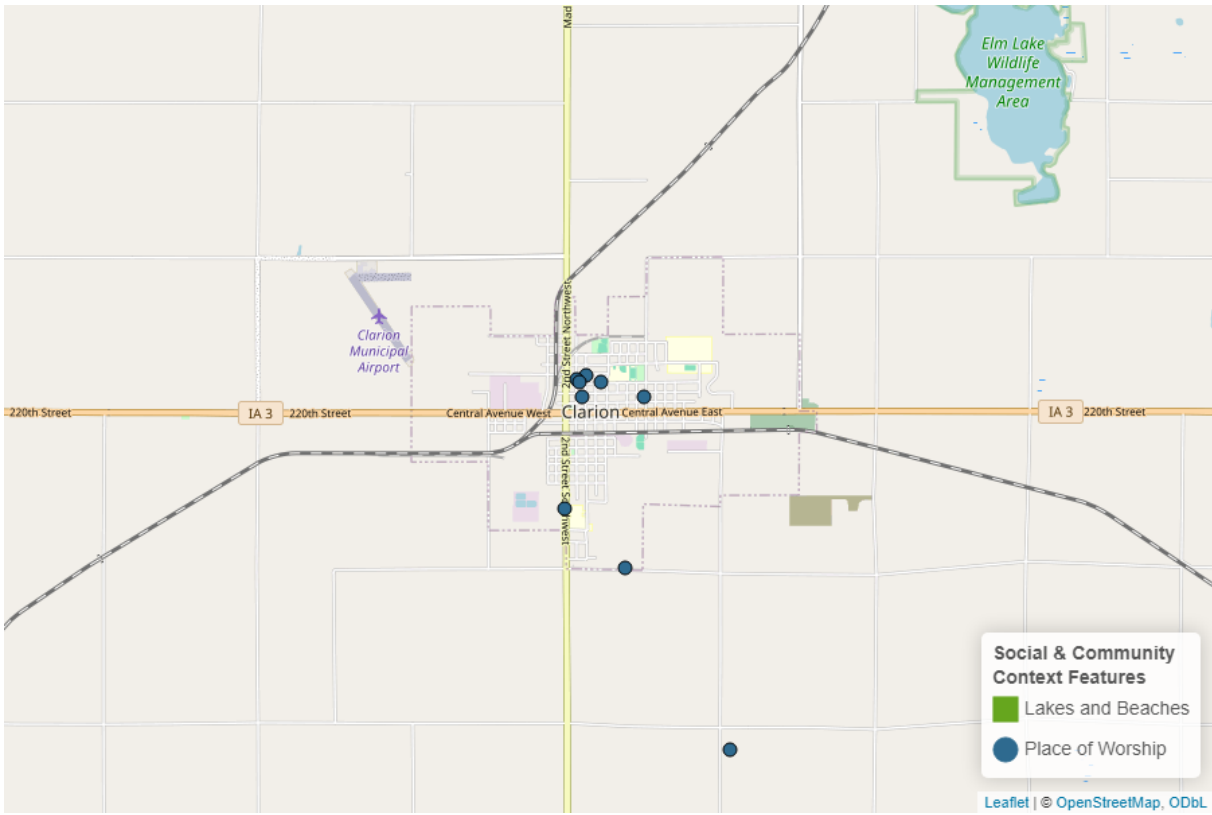 Mad
Elm Lake
Wildlife
Management
Area
2nd Street Northwest
Clarion
Municipal
Airport
220th Street
IA 3
220th Street
Central Avenue West
Clarion
Central Avenue East
IA 3
220th Street
2nd Street Southwest
Social & Community
Context Features
Lakes and Beaches
Place of Worship
Leaflet | © OpenStreetMap, ODbL